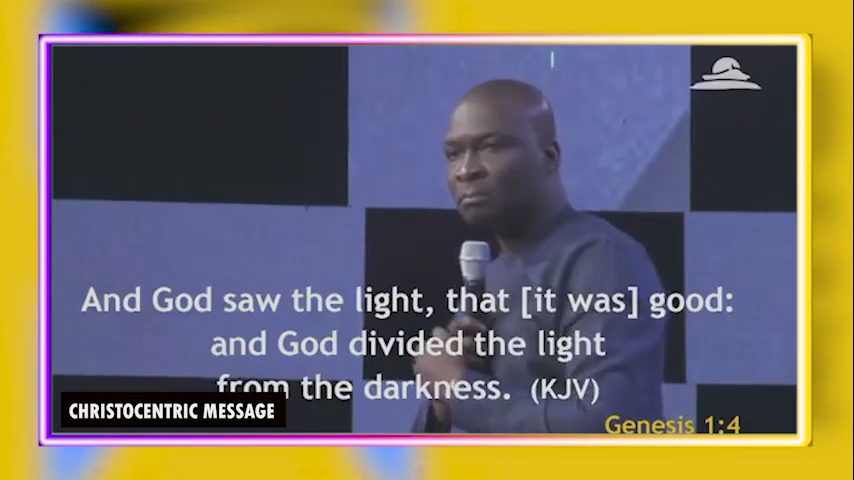 And God saw the light, that [it was] good:
and God divided the light
from the darkness. (KJV)
CHRISTOCENTRIC MESSAGE
Genesis 1:4